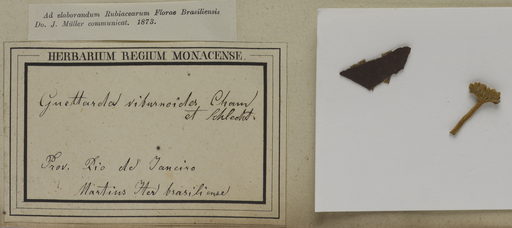 Ad elaborandum Rubiacearum Florae Brasiliensis
Dr. J. Müller communicat. 1873.
HERBARIUM REGIUM MONACENSE.
Guettarda viburnoides Cham.
et Schlecht.
Prov. Rio de Janeiro
Martius Iter brasiliense